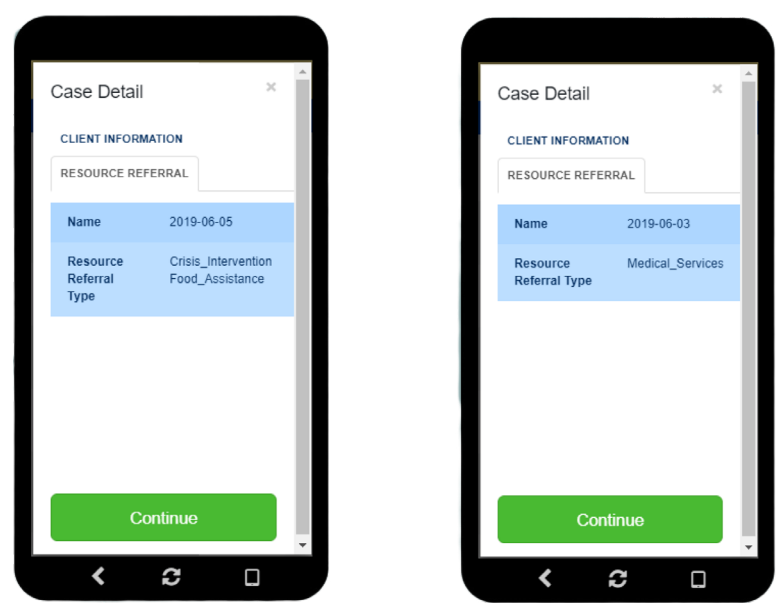 Case Detail
×
CLIENT INFORMATION
RESOURCE REFERRAL
Name 2019-06-05
Resource Referral Type Crisis_Intervention Food_Assistance
Continue
Case Detail
×
CLIENT INFORMATION
RESOURCE REFERRAL
Name 2019-06-03
Resource Referral Type Medical_Services
Continue